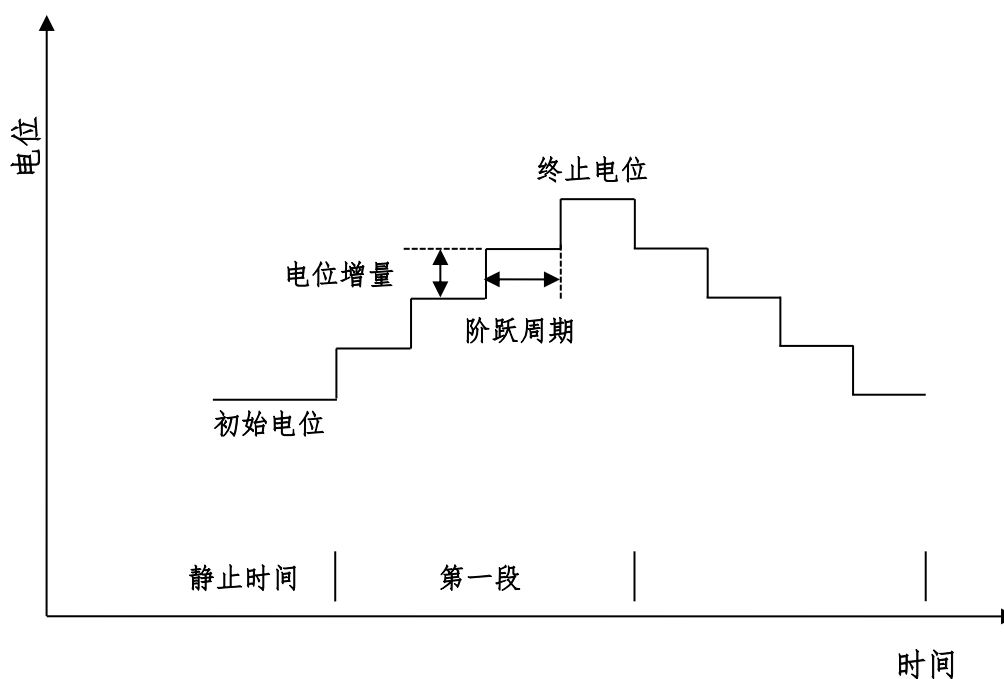 电位
终止电位
电位增量
阶跃周期
初始电位
静止时间
第一段
时间